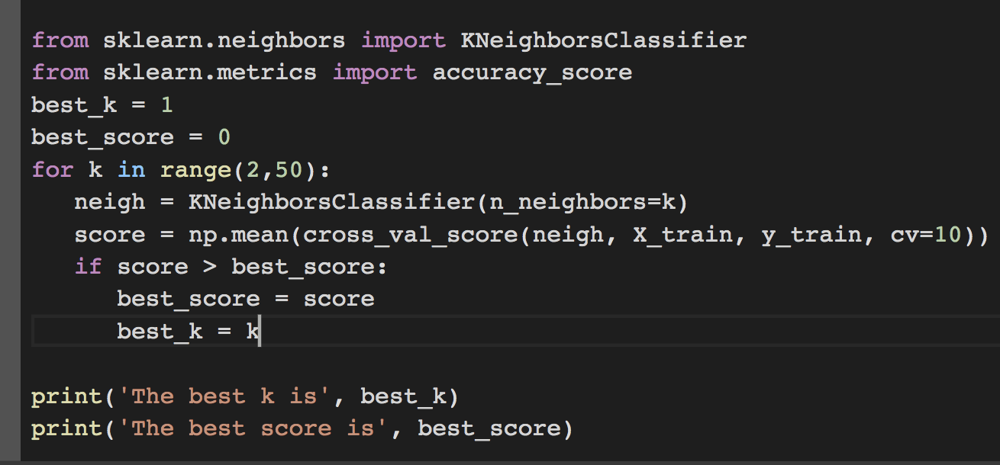 from sklearn.neighbors import KNeighborsClassifier
from sklearn.metrics import accuracy_score
best_k = 1
best_score = 0
for k in range(2,50):
   neigh = KNeighborsClassifier(n_neighbors=k)
   score = np.mean(cross_val_score(neigh, X_train, y_train, cv=10))
   if score > best_score:
      best_score = score
      best_k = k
print('The best k is', best_k)
print('The best score is', best_score)